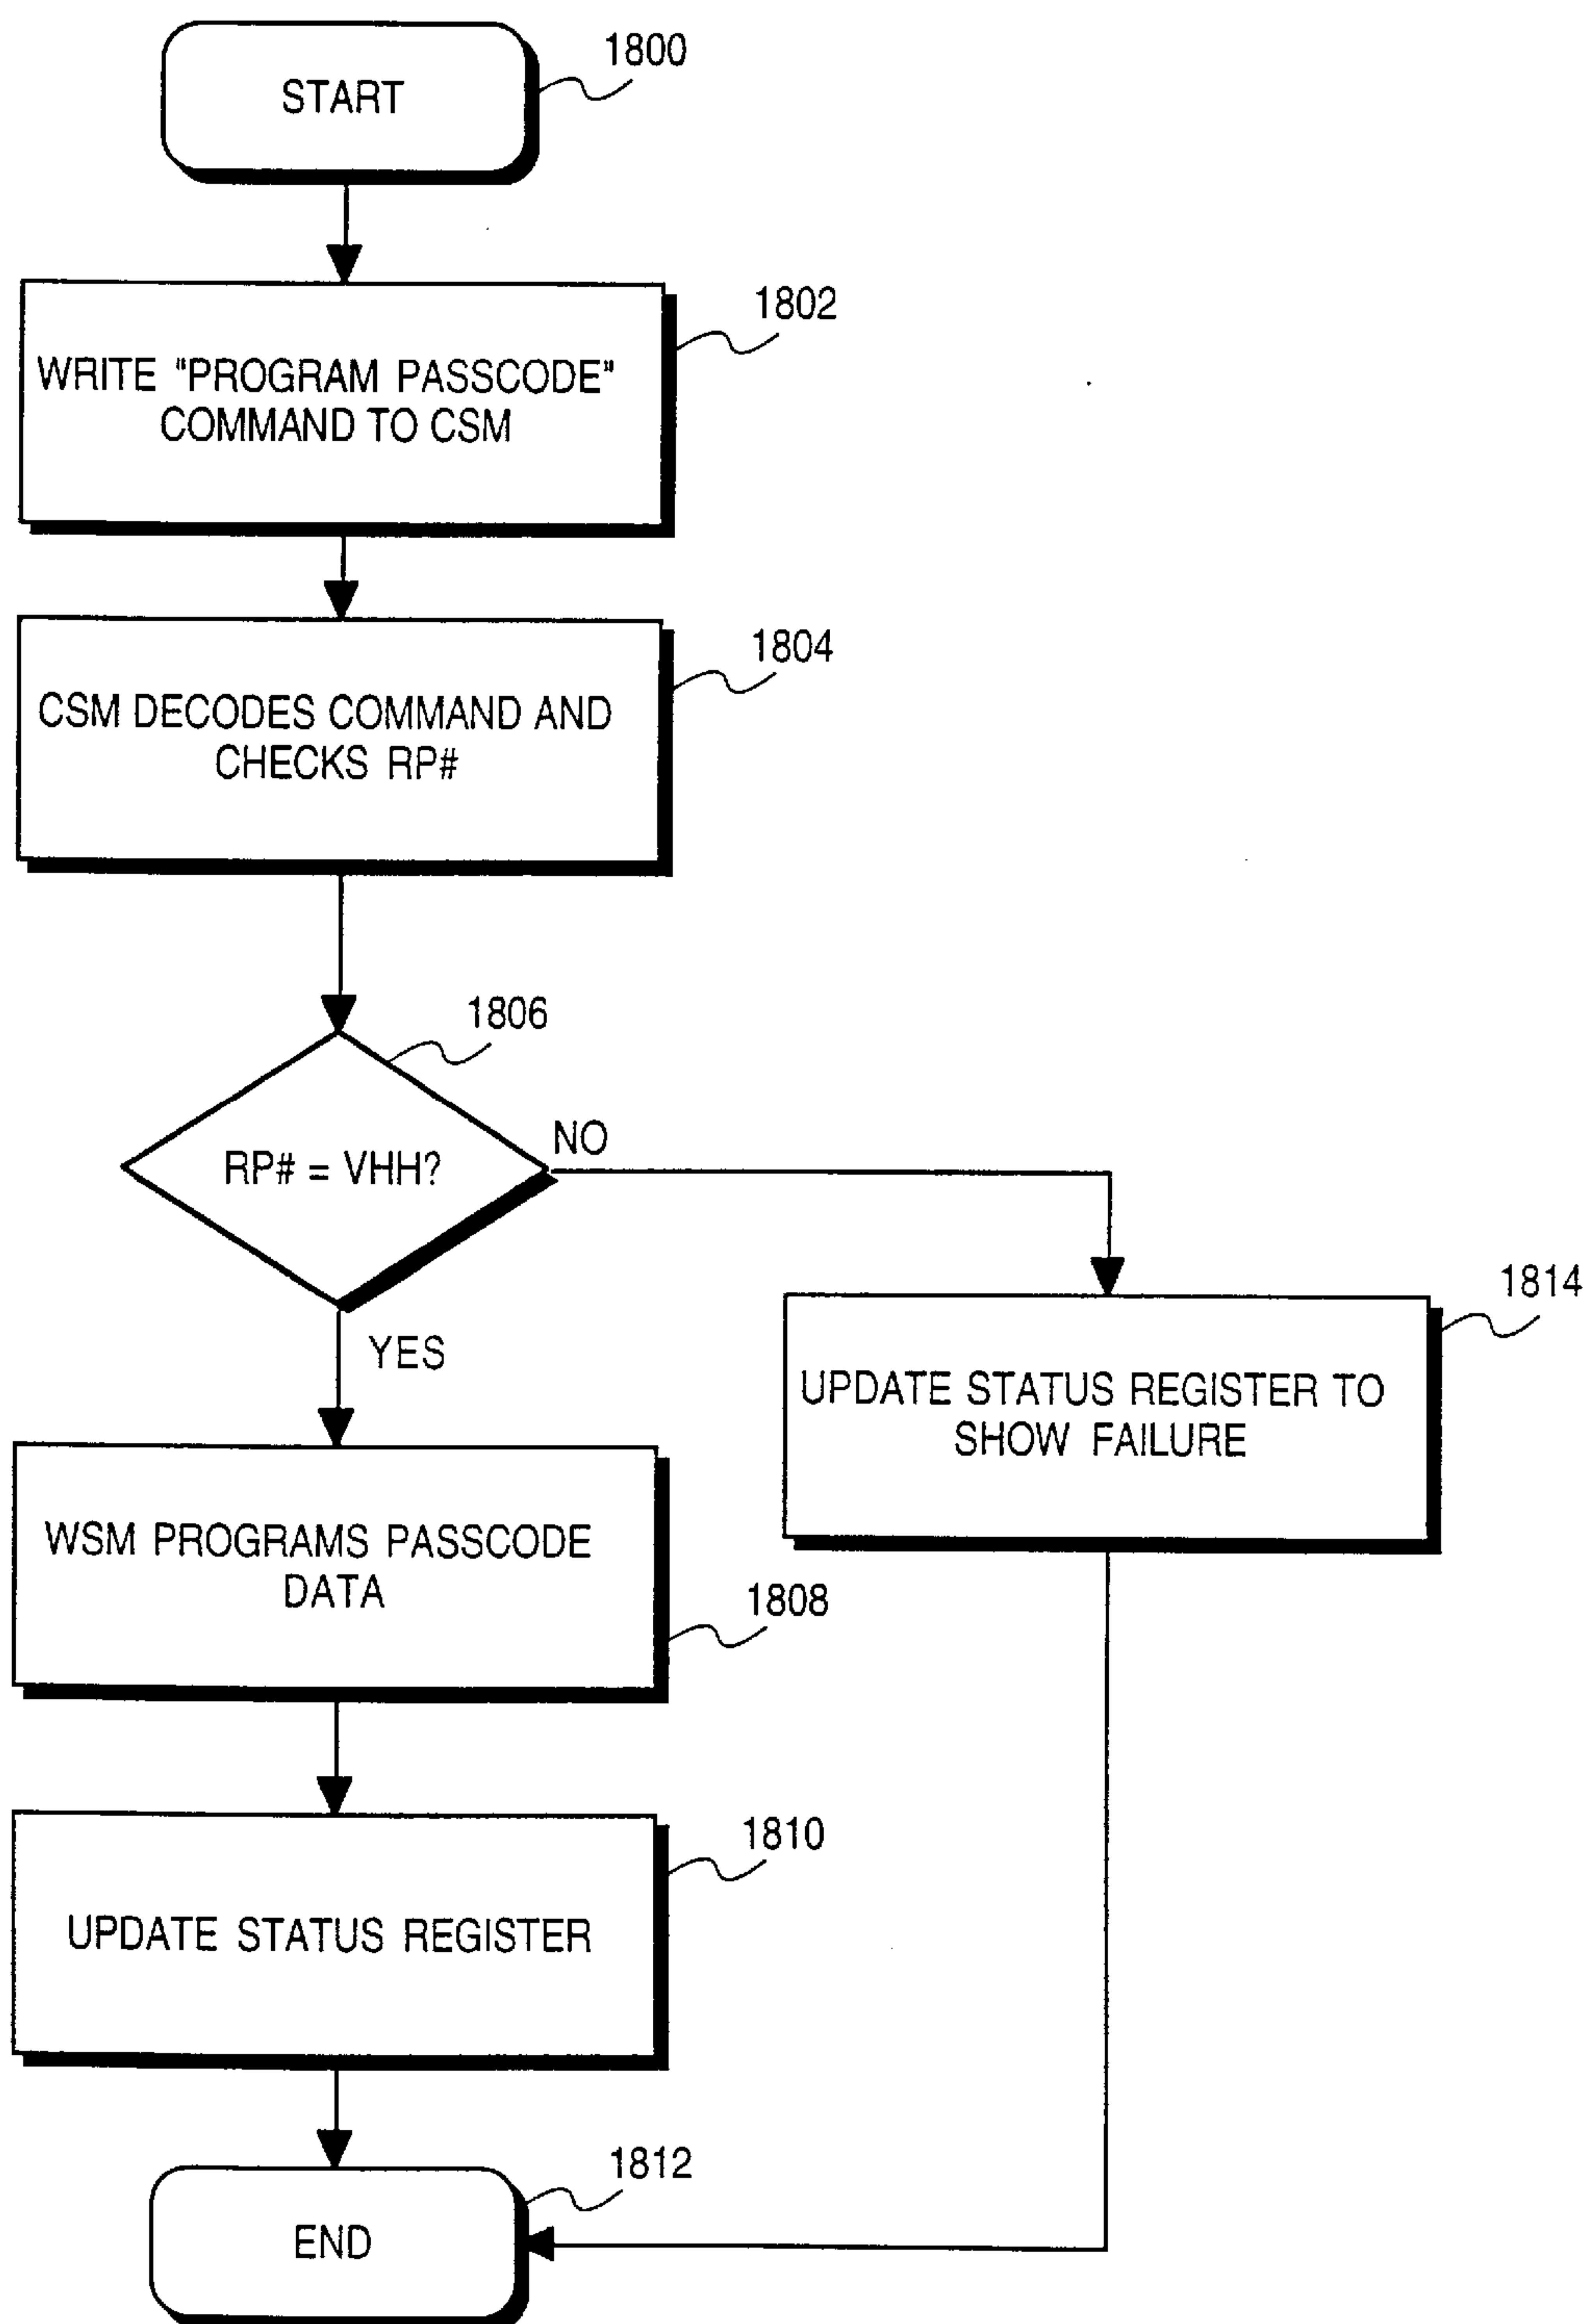 1800
START
1802
WRITE "PROGRAM PASSCODE"
COMMAND TO CSM
1804
CSM DECODES COMMAND AND
CHECKS RP#
1806
RP# = VHH?
NO
YES
1814
UPDATE STATUS REGISTER TO
SHOW FAILURE
WSM PROGRAMS PASSCODE
DATA
1808
1810
UPDATE STATUS REGISTER
1812
END